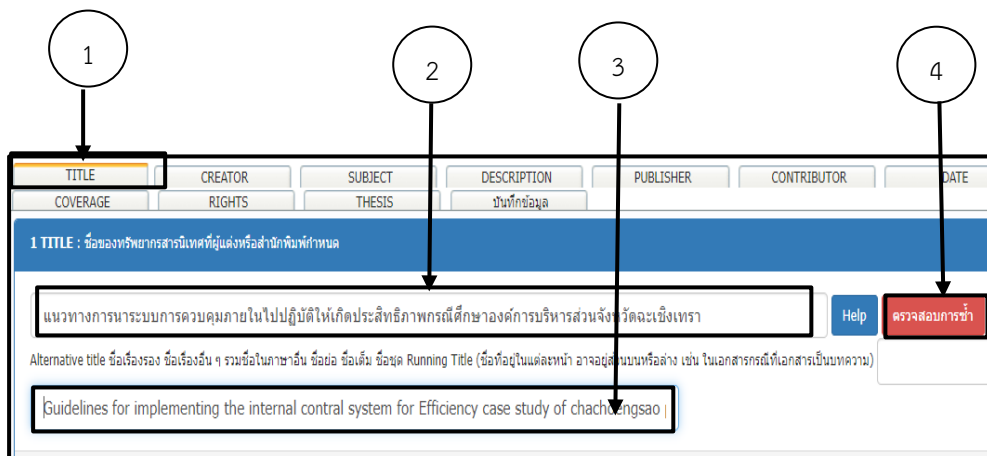 1
2
3
4
TITLE CREATOR SUBJECT DESCRIPTION PUBLISHER CONTRIBUTOR DATE
COVERAGE RIGHTS THESIS บันทึกข้อมูล
1 TITLE : ชื่อของทรัพยากรสารนิเทศที่ผู้แต่งหรือสำนักพิมพ์กำหนด
แนวทางการนาระบบการควบคุมภายในไปปฏิบัติให้เกิดประสิทธิภาพกรณีศึกษาองค์การบริหารส่วนจังหวัดฉะเชิงเทรา Help ตรวจสอบการซ้ำ
Alternative title ชื่อเรื่องรอง ชื่อเรื่องอื่น ๆ รวมชื่อในภาษาอื่น ชื่อย่อ ชื่อเต็ม ชื่อชุด Running Title (ชื่อที่อยู่ในแต่ละหน้า อาจอยู่ส่วนบนหรือล่าง เช่น ในเอกสารกรณีที่เอกสารเป็นบทความ)
Guidelines for implementing the internal contral system for Efficiency case study of chachoengsao